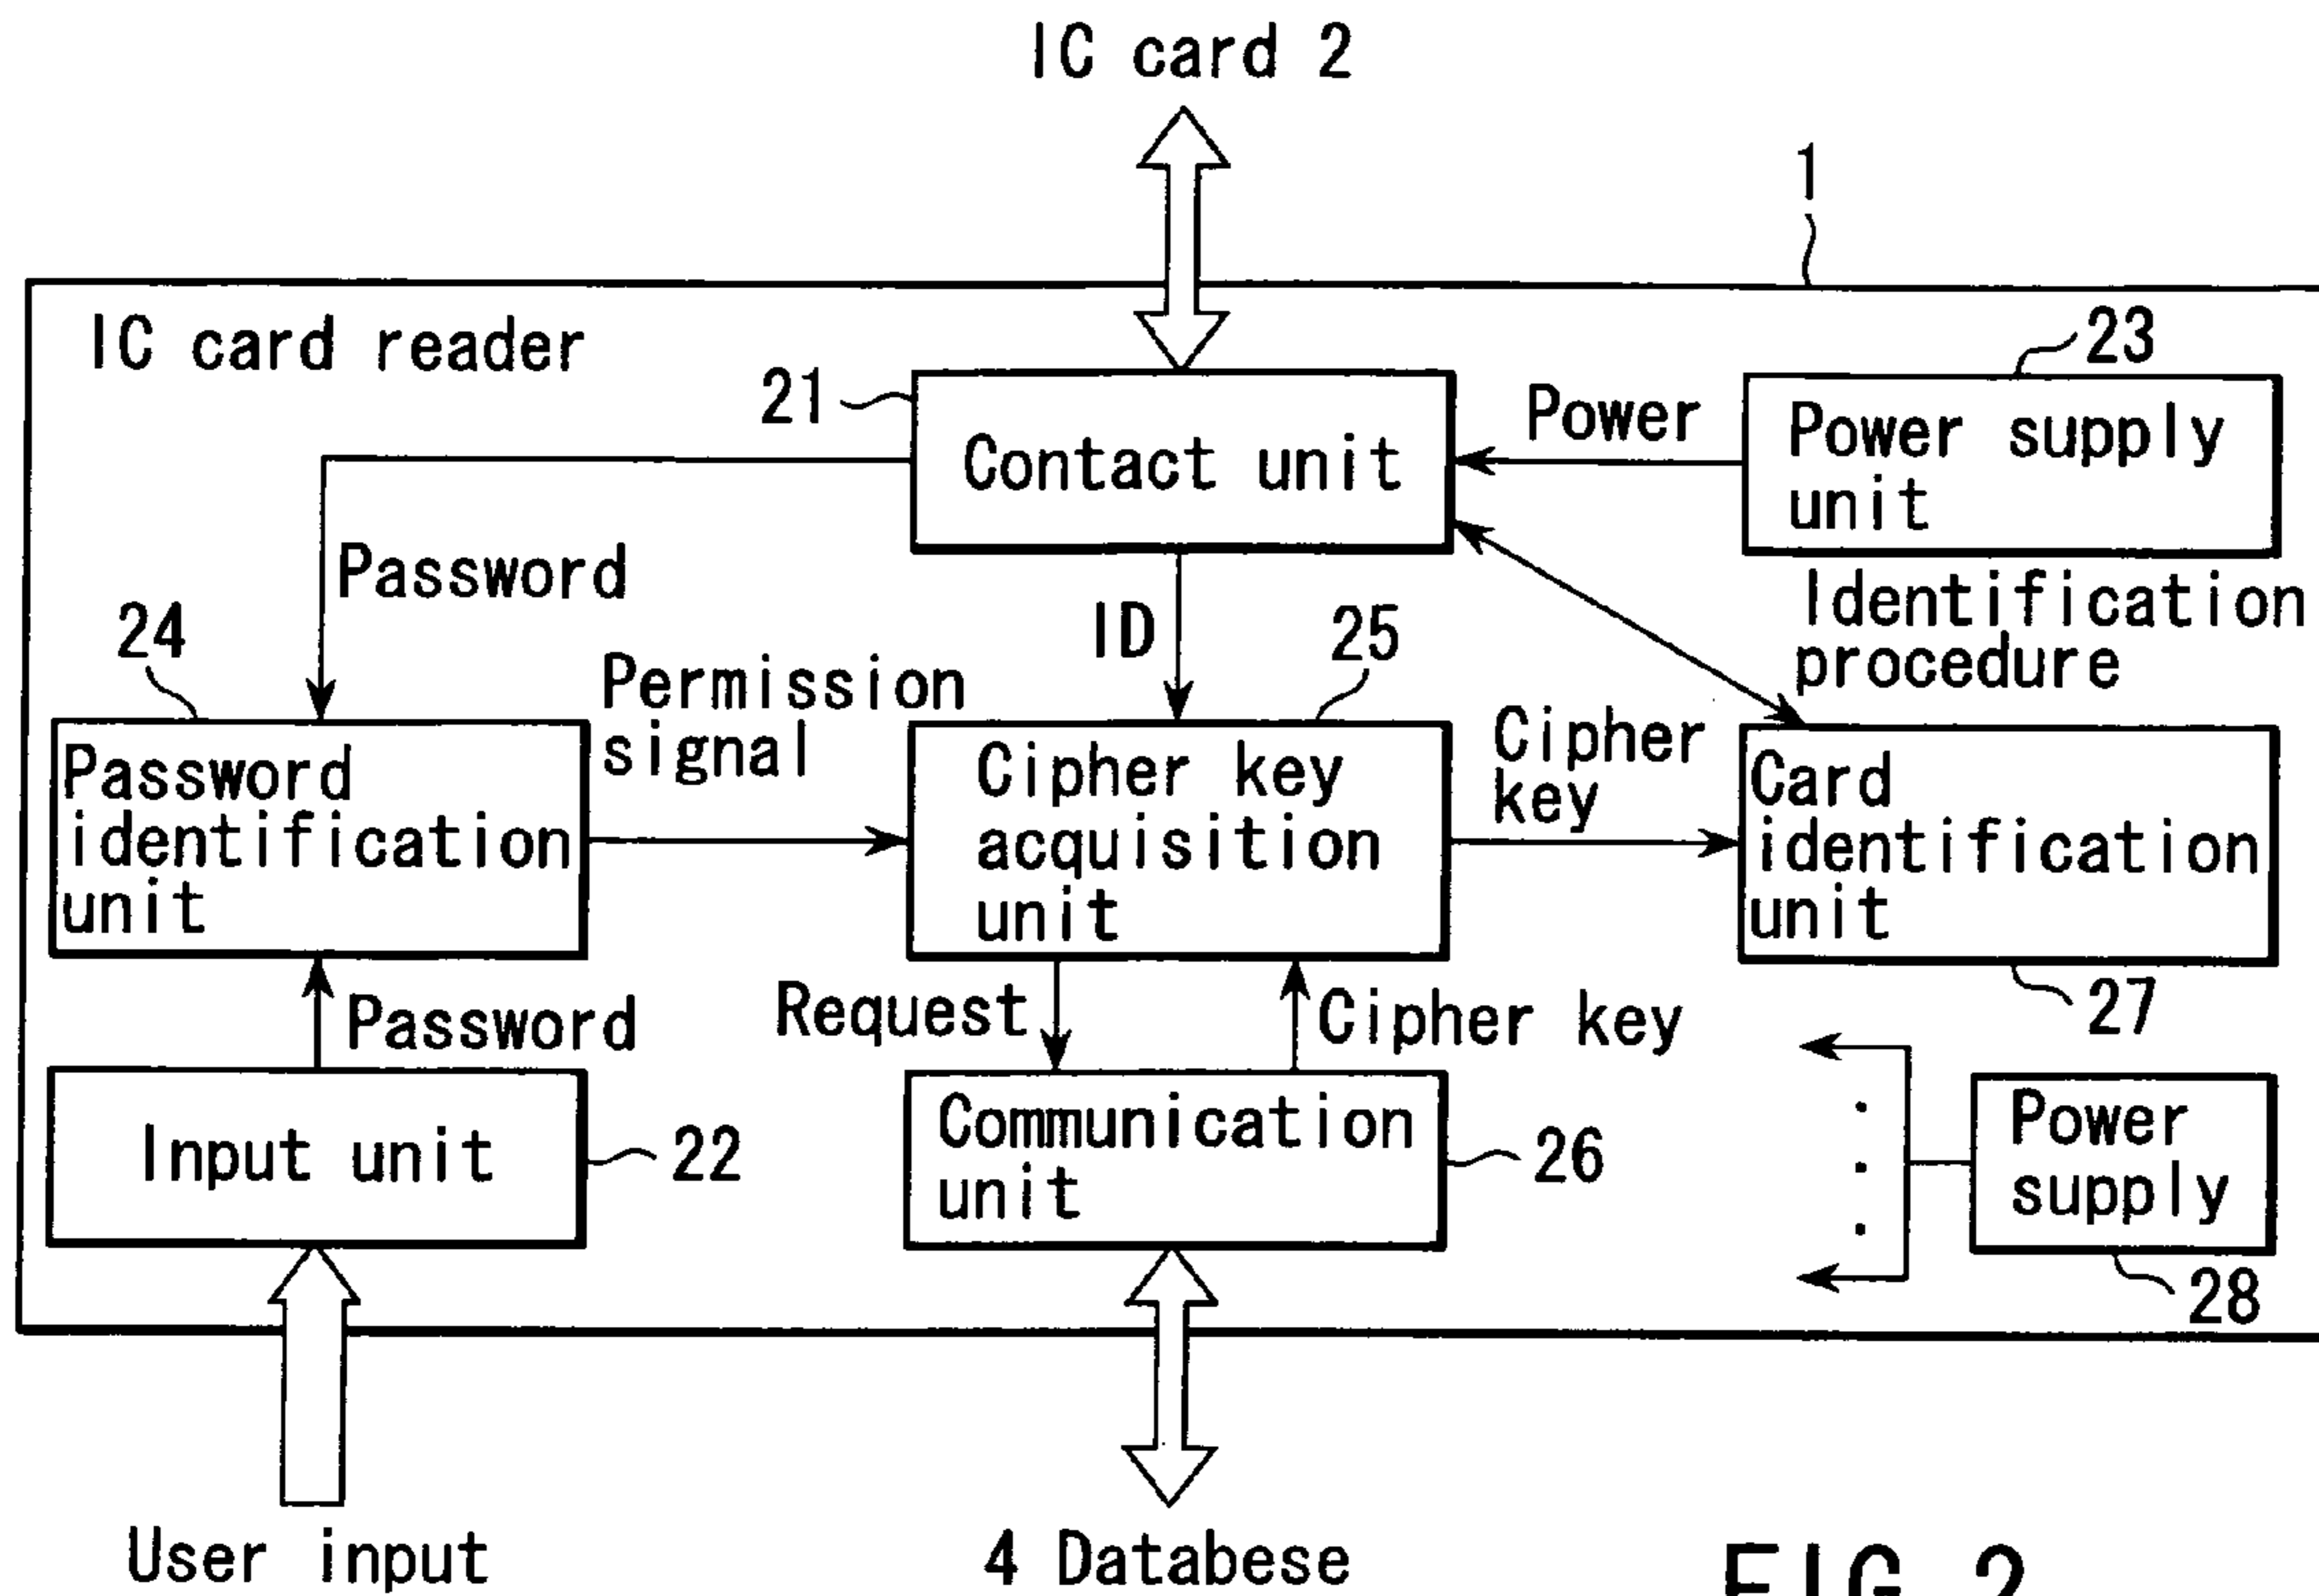 IC card 2
1
IC card reader
23
21
Power
Power supply
unit
Contact unit
Password
Identification
procedure
24
ID
25
Permission
signal
Cipher
key
Password
identification
unit
Cipher key
acquisition
unit
Card
identification
unit
Password
Request
Cipher key
27
Input unit
22
Communication
unit
26
Power
supply
28
User input
4 Databese
FIG. 2